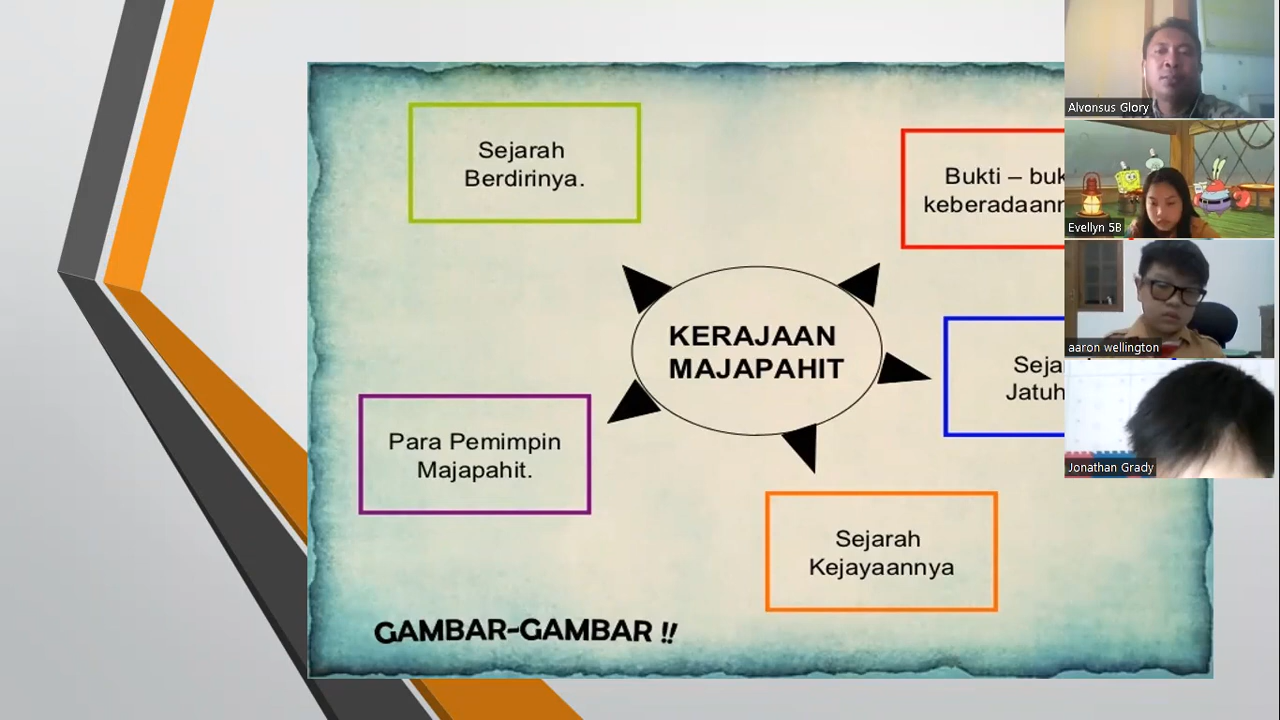 Sejarah
Berdirinya.
Bukti –
KERAJAAN
MAJAPAHIT
Para Pemimpin
Majapahit.
Sejarah
Kejayaannya
GAMBAR-GAMBAR !!
Alvonsus Glory
Evellyn 5B
aaron wellington
Jonathan Grady